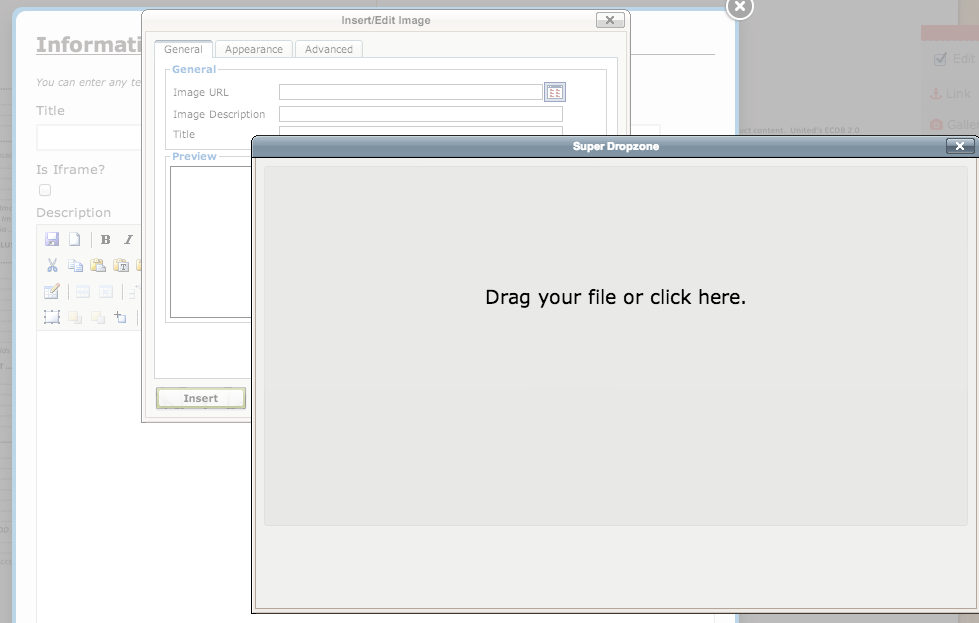 Insert/Edit Image
Informati
General
Appearance
Advanced
General
You can enter any te
Image URL
Title
Image Description
Title
Super Dropzone
Preview
Is Iframe?
Description
B I
Drag your file or click here.
Insert
Edit
Link
Galle
uct content. United's ECDB 2.0